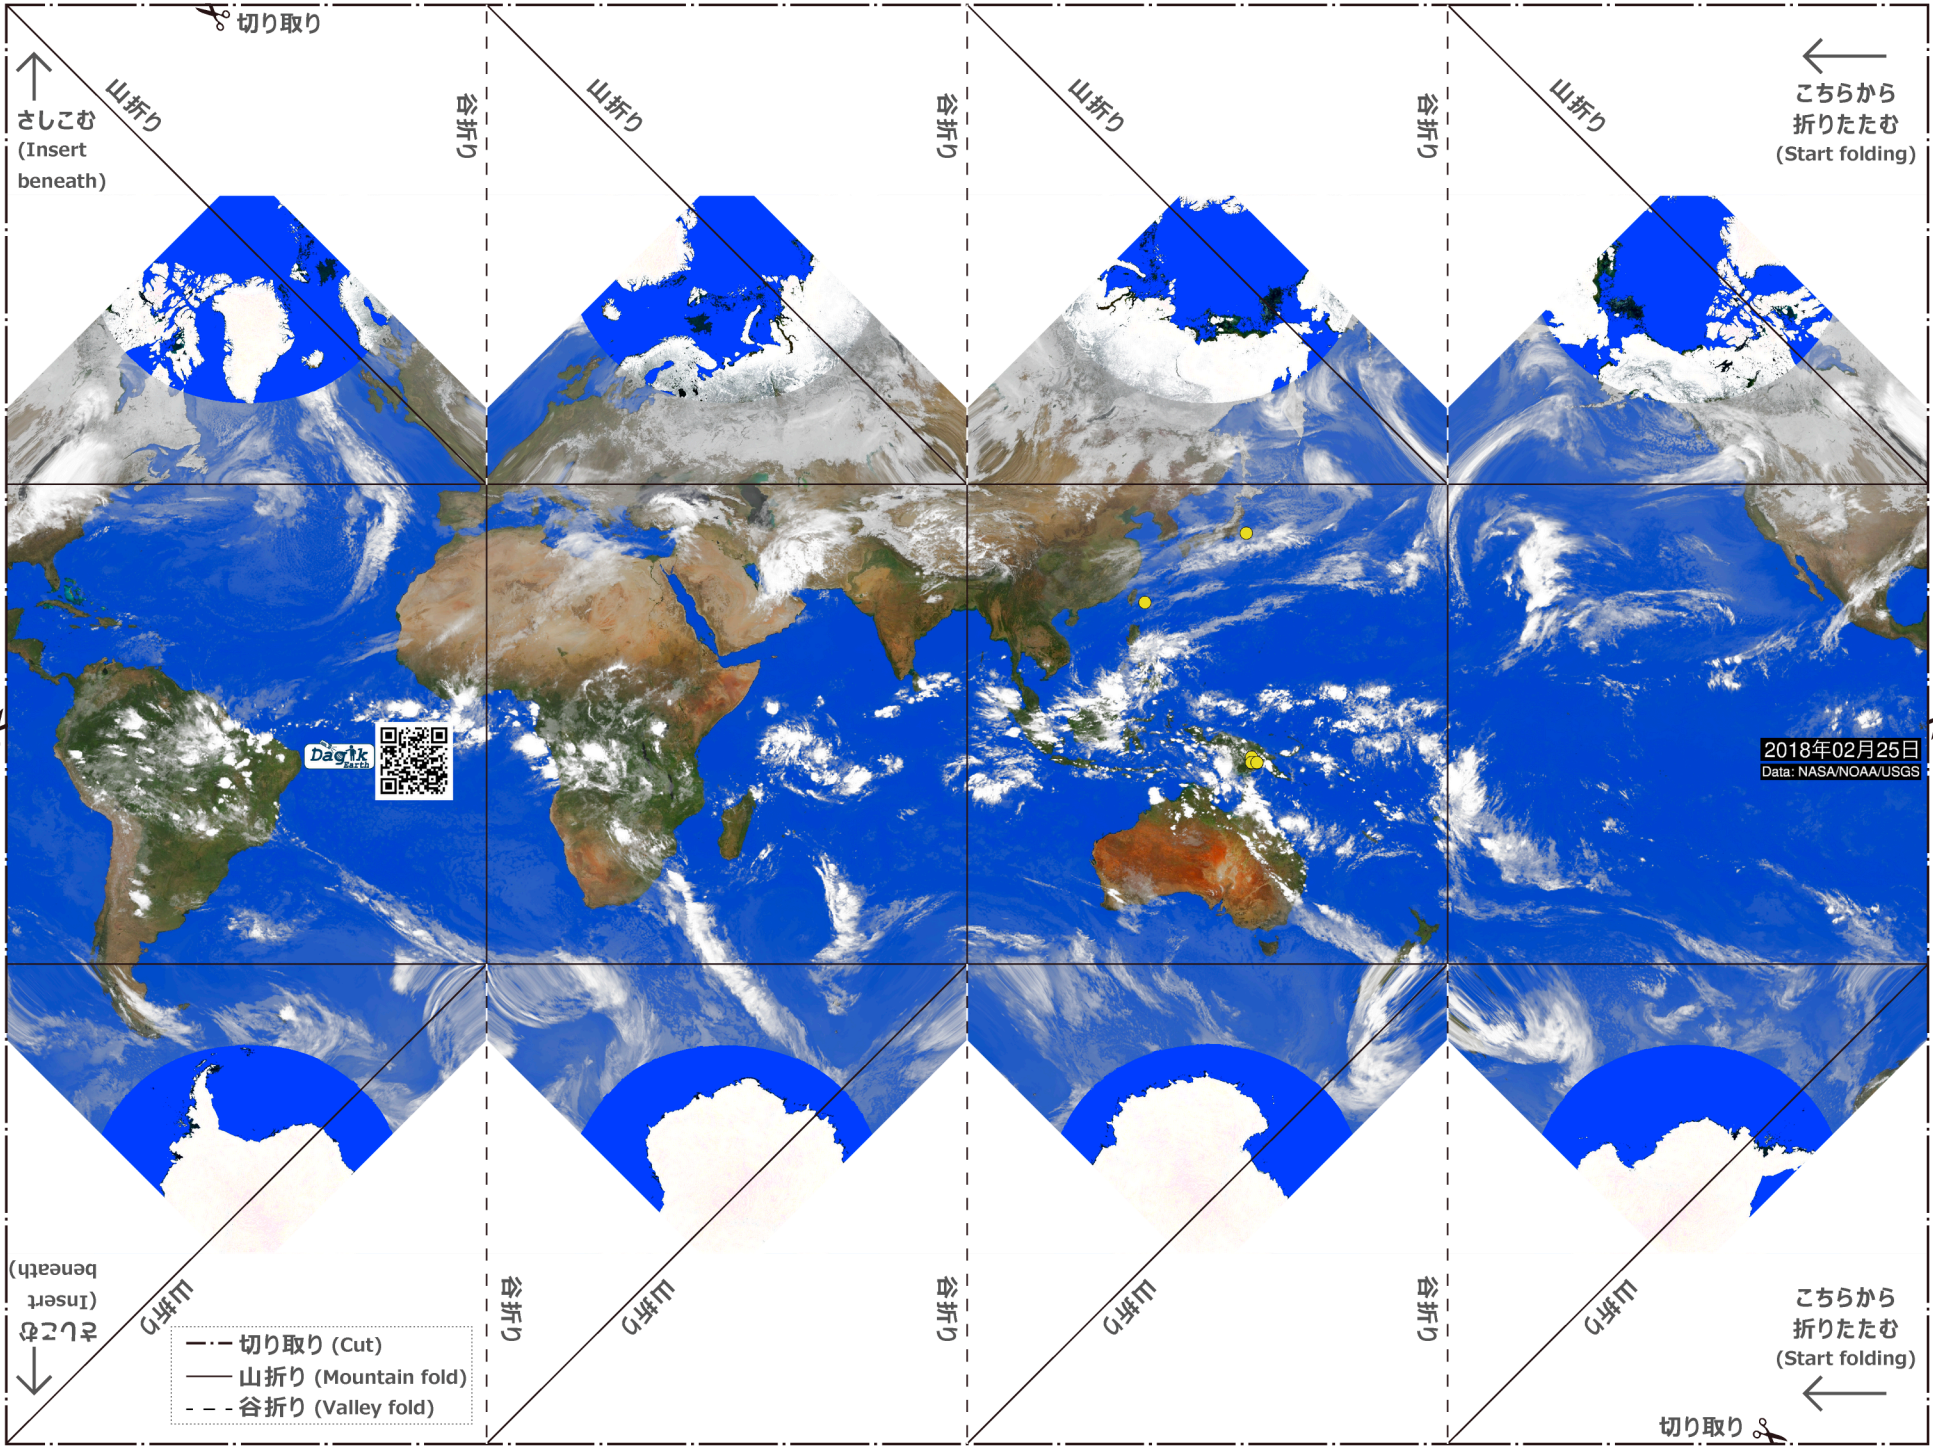 切り取り
山折り
谷折り
山折り
谷折り
山折り
谷折り
山折り
さしこむ
(Insert
beneath)
こちらから
折りたたむ
(Start folding)
Dagik
Earth
2018年02月25日
Data: NASA/NOAA/USGS
さしこむ
(Insert
beneath)
山折り
谷折り
山折り
谷折り
山折り
谷折り
山折り
こちらから
折りたたむ
(Start folding)
切り取り (Cut)
山折り (Mountain fold)
谷折り (Valley fold)
切り取り